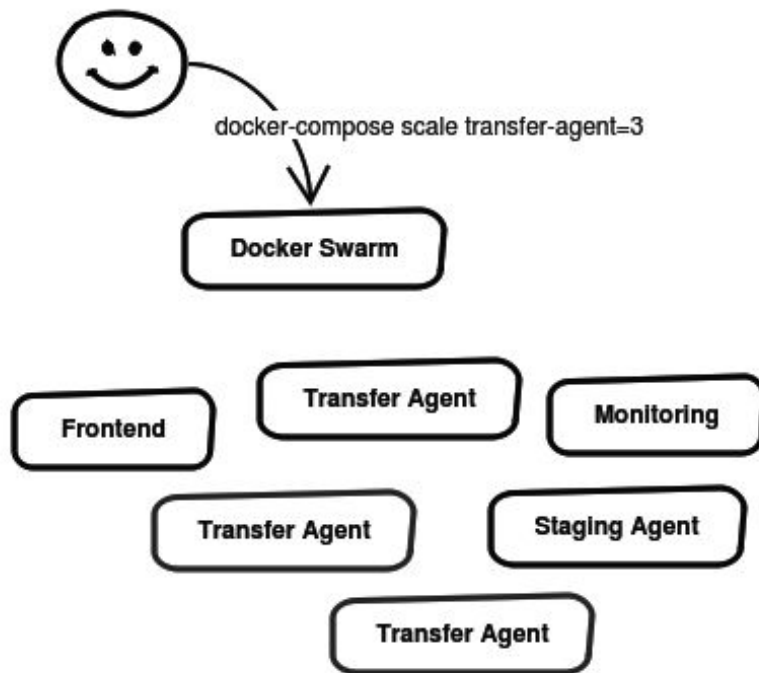 docker-compose scale transfer-agent=3
Docker Swarm
Transfer Agent
Frontend
Monitoring
Transfer Agent
Staging Agent
Transfer Agent